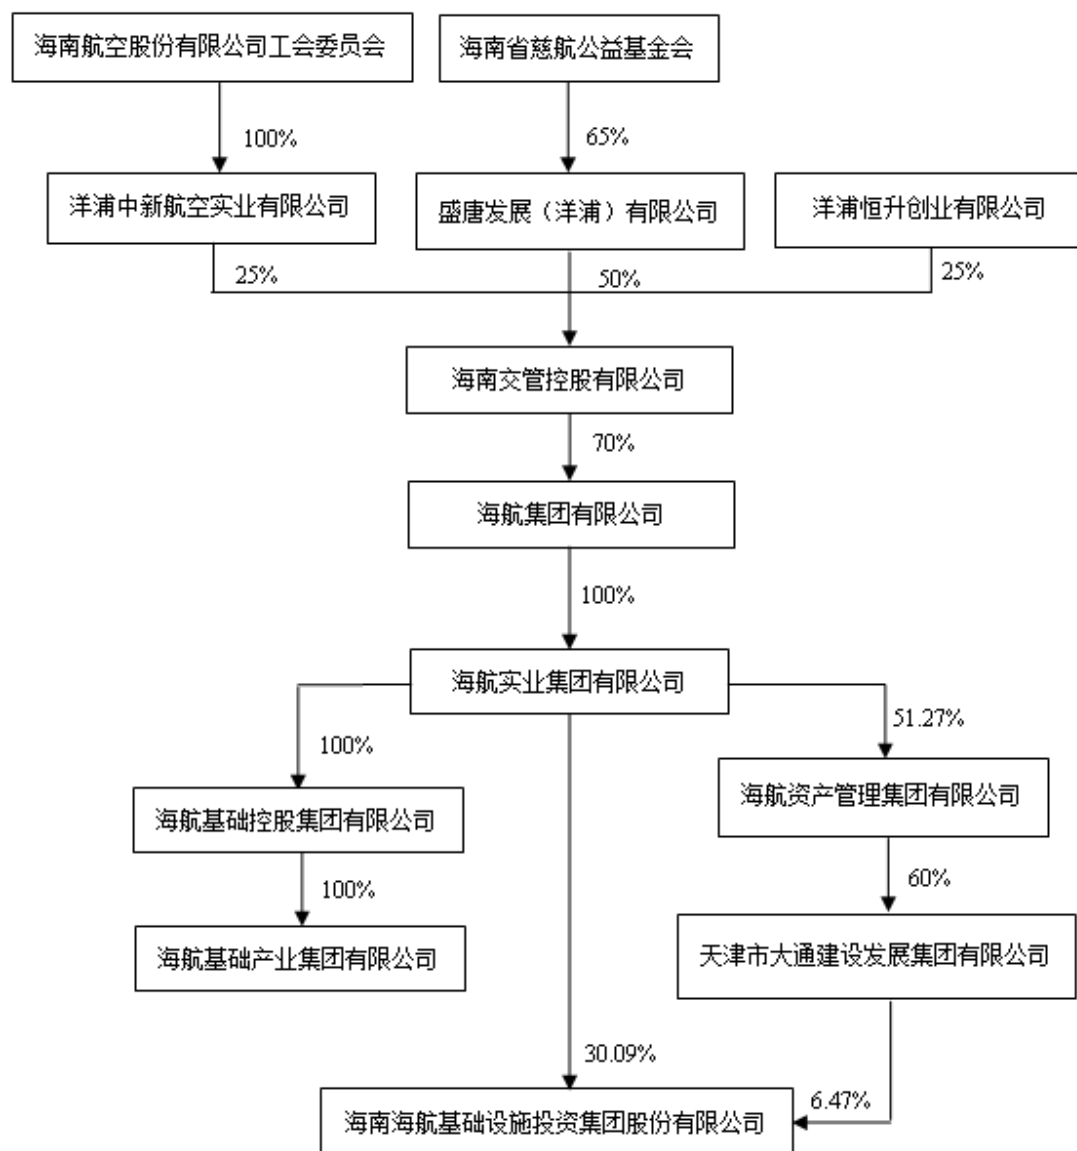 海南航空股份有限公司工会委员会
海南省慈航公益基金会
100%
65%
洋浦中新航空实业有限公司
盛唐发展（洋浦）有限公司
洋浦恒升创业有限公司
25%
50%
25%
海南交管控股有限公司
70%
海航集团有限公司
100%
海航实业集团有限公司
51.27%
100%
海航资产管理集团有限公司
海航基础控股集团有限公司
60%
100%
天津市大通建设发展集团有限公司
海航基础产业集团有限公司
30.09%
6.47%
海南海航基础设施投资集团股份有限公司